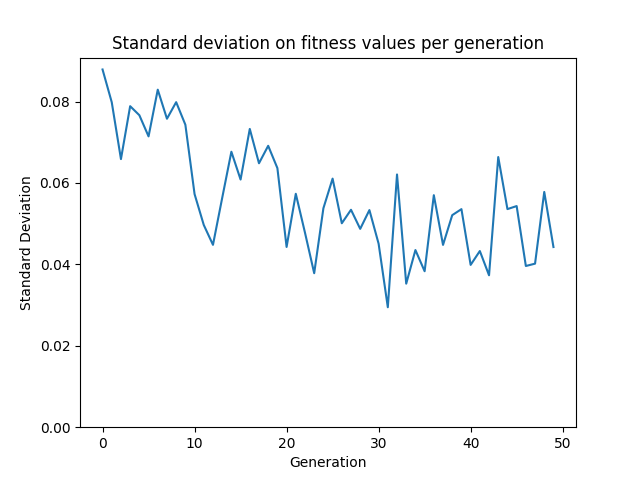 Standard deviation on fitness values per generation
Standard Deviation
0.08
0.06
0.04
0.02
0.00
0 10 20 30 40 50
Generation